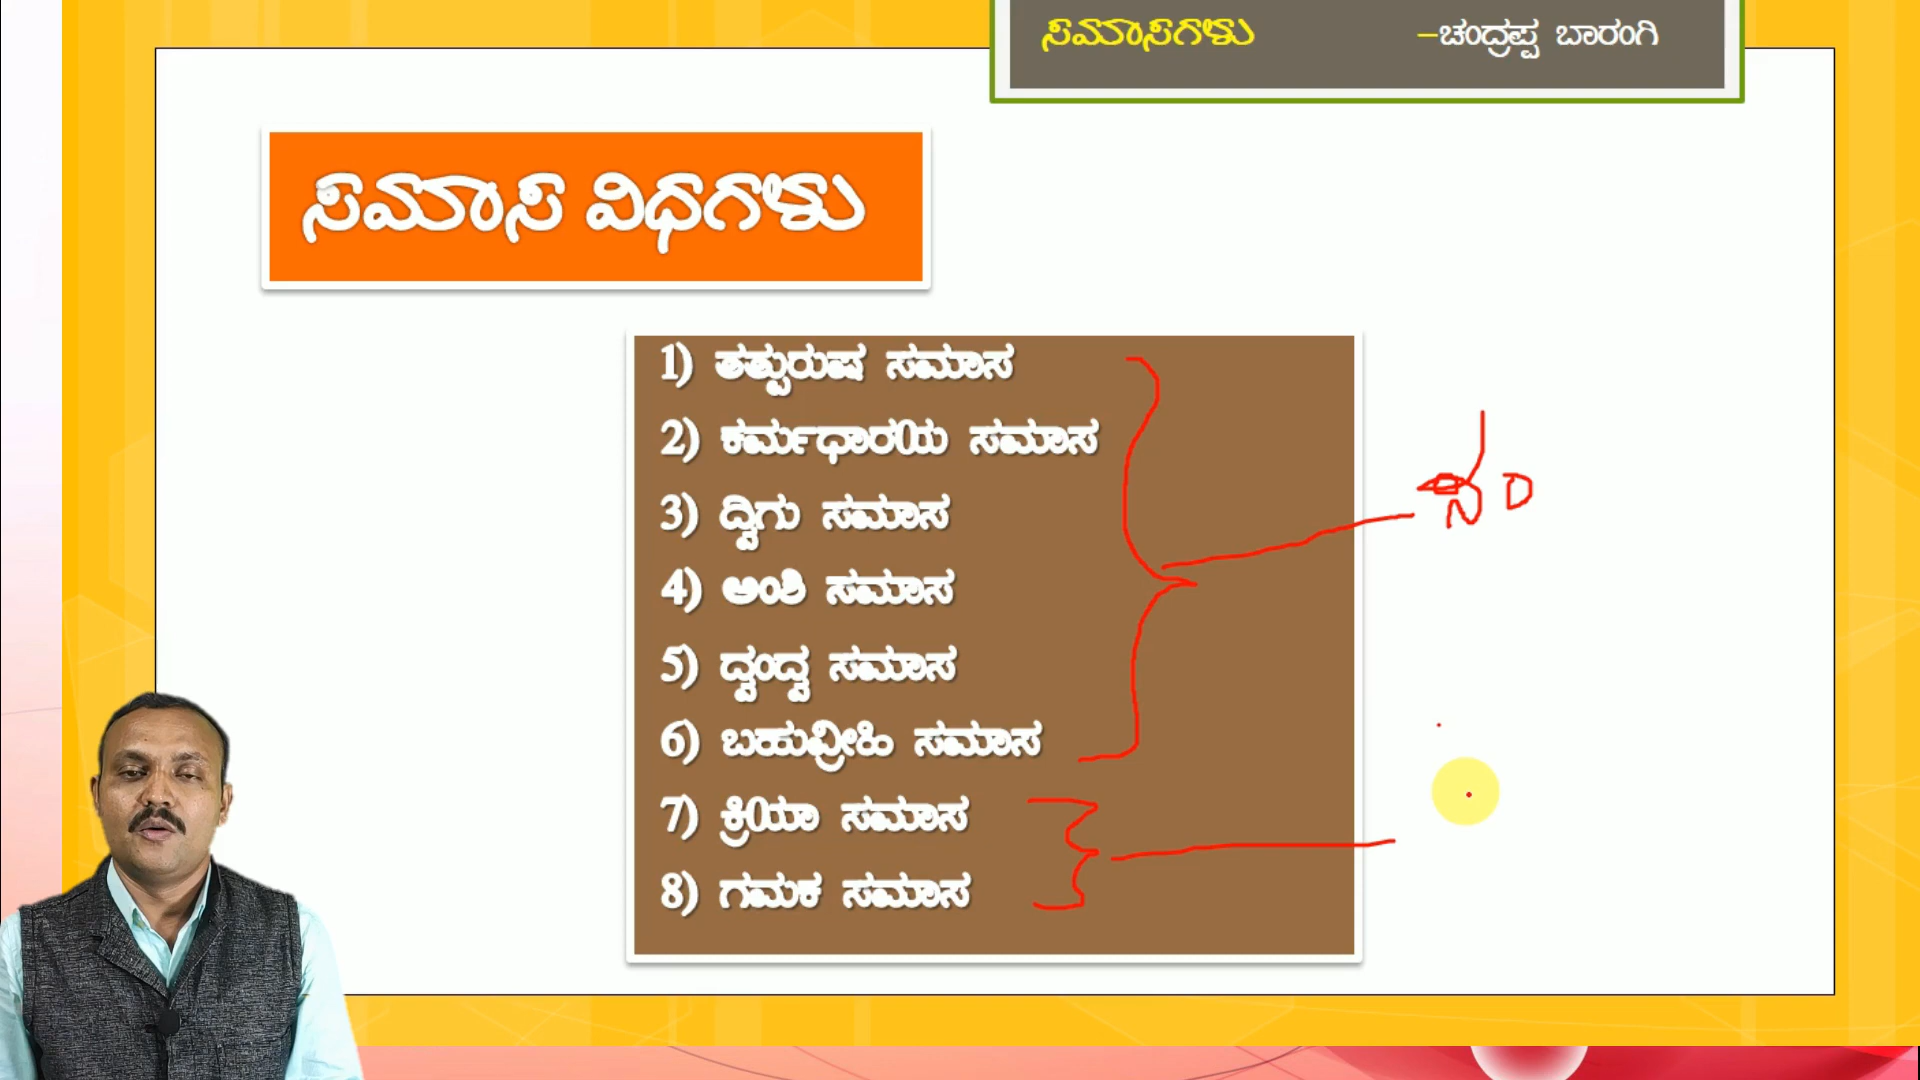 ಸಮಾಸಗಳು –ಚಂದ್ರಪ್ಪ ಬಾರಂಗಿ
ಸಮಾಸ ವಿಧಗಳು
1) ತತ್ಪುರುಷ ಸಮಾಸ
2) ಕರ್ಮಧಾರಯ ಸಮಾಸ
3) ದ್ವಿಗು ಸಮಾಸ
4) ಅಂಶಿ ಸಮಾಸ
5) ದ್ವಂದ್ವ ಸಮಾಸ
6) ಬಹುವ್ರೀಹಿ ಸಮಾಸ
7) ಕ್ರಿಯಾ ಸಮಾಸ
8) ಗಮಕ ಸಮಾಸ